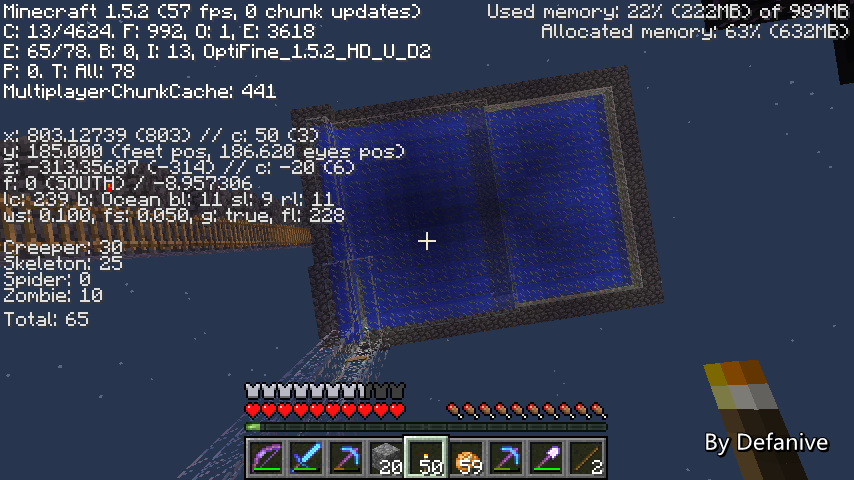 Minecraft 1.5.2 (57 fps, 0 chunk updates)
Used memory: 22% (222MB) of 989MB
C: 13/4624, F: 992, O: 1, E: 3618
Allocated memory: 63% (632MB)
E: 65/78, B: 0, I: 13, OptiFine_1.5.2_HD_U_D2
P: 0. T: All: 78
MultiplayerChunkCache: 441
x: 803.12739 (803) // c: 50 (3)
y: 185.000 (feet pos, 186.620 eyes pos)
z: -313.35687 (-314) // c: -20 (6)
f: 0 (SOUTH) / -8.957306
lc: 239 b: Ocean bl: 11 sl: 9 rl: 11
ws: 0.100, fs: 0.050, g: true, fl: 228
Creeper: 30
Skeleton: 25
Spider: 0
Zombie: 10
Total: 65
20 50 59 2
By Defanive